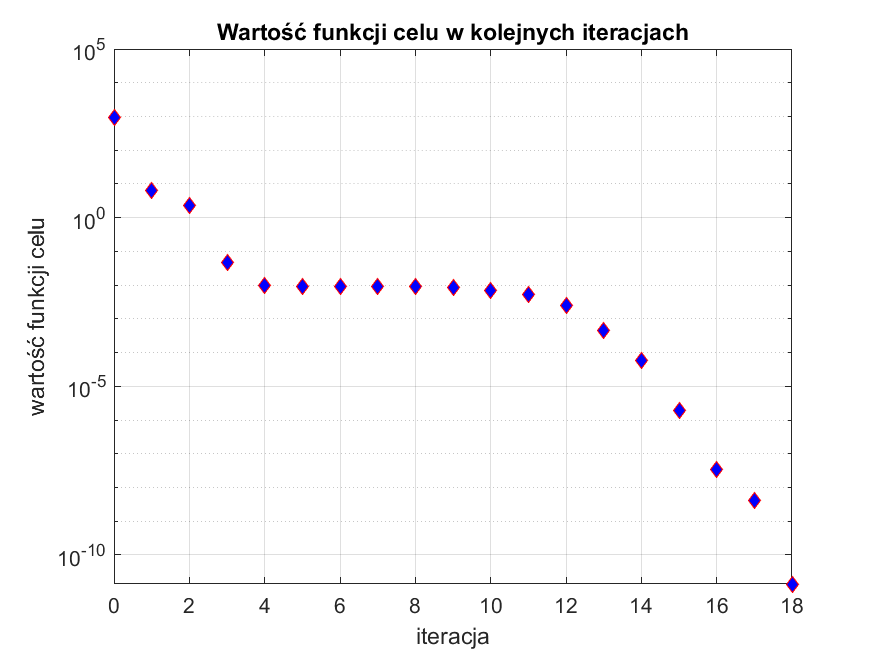 Wartość funkcji celu w kolejnych iteracjach
wartość funkcji celu
10^5
10^0
10^-5
10^-10
0 2 4 6 8 10 12 14 16 18
iteracja